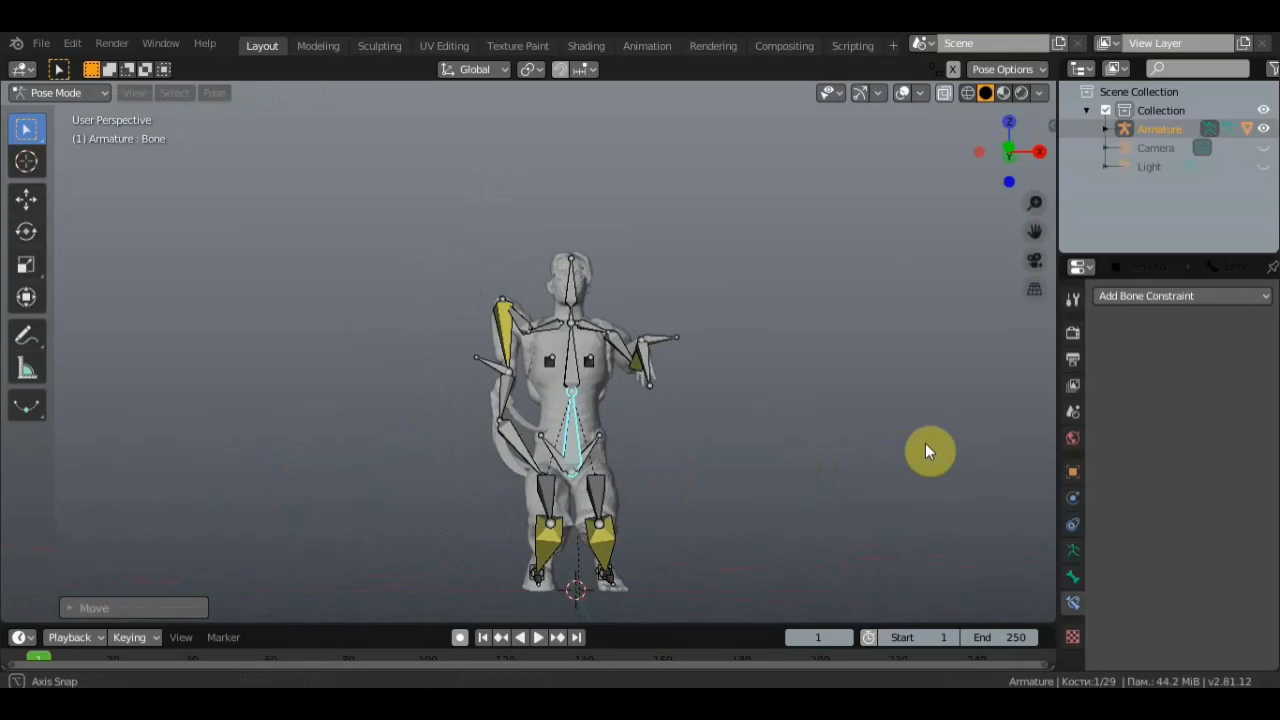 File Edit Render Window Help Layout Modeling Sculpting UV Editing Texture Paint Shading Animation Rendering Compositing Scripting + Scene View Layer
Global X Pose Options
Pose Mode View Select Pose
User Perspective
(1) Armature : Bone
Z
X
Y
Scene Collection
Collection
Armature
Camera
Light
Add Bone Constraint
Move
Playback Keying View Marker 1 Start 1 End 250
1
Axis Snap
Armature | Кости:1/29 | Пам.: 44.2 MiB | v2.81.12